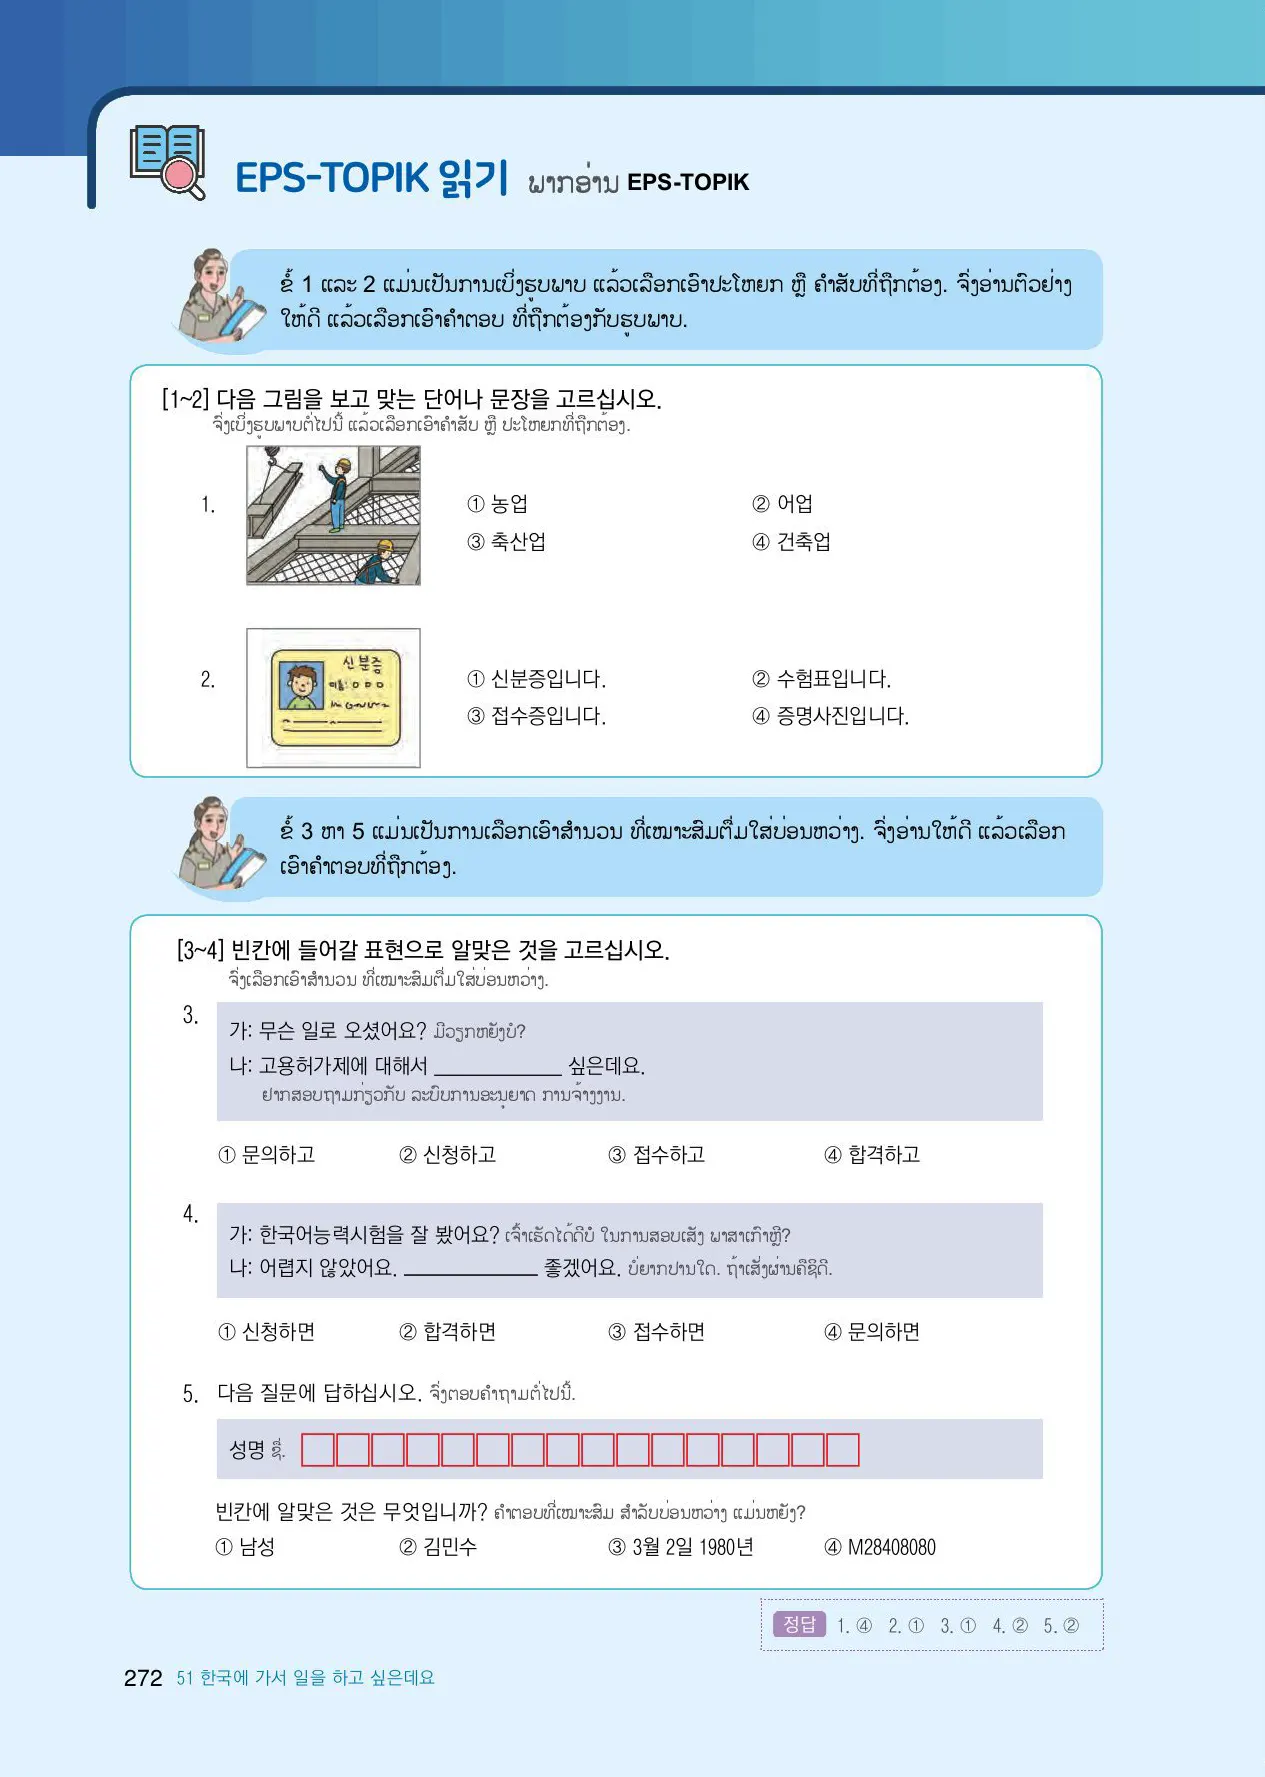 EPS-TOPIK 읽기 ພາກອ່ານ EPS-TOPIK
ຂໍ້ 1 ແລະ 2 ແມ່ນເປັນການເບິ່ງຮູບພາບ ແລ້ວເລືອກເອົາປະໂຫຍກ ຫຼື ຄຳສັບທີ່ຖືກຕ້ອງ. ຈົ່ງອ່ານຕົວຢ່າງ
ໃຫ້ດີ ແລ້ວເລືອກເອົາຄຳຕອບ ທີ່ຖືກຕ້ອງກັບຮູບພາບ.
[1~2] 다음 그림을 보고 맞는 단어나 문장을 고르십시오.
ຈົ່ງເບິ່ງຮູບພາບຕໍ່ໄປນີ້ ແລ້ວເລືອກເອົາຄຳສັບ ຫຼື ປະໂຫຍກທີ່ຖືກຕ້ອງ.
1.
① 농업 ② 어업
③ 축산업 ④ 건축업
2.
신분증
이름: ㅁㅁㅁ
① 신분증입니다. ② 수험표입니다.
③ 접수증입니다. ④ 증명사진입니다.
ຂໍ້ 3 ຫາ 5 ແມ່ນເປັນການເລືອກເອົາສຳນວນ ທີ່ເໝາະສົມຕື່ມໃສ່ບ່ອນຫວ່າງ. ຈົ່ງອ່ານໃຫ້ດີ ແລ້ວເລືອກ
ເອົາຄຳຕອບທີ່ຖືກຕ້ອງ.
[3~4] 빈칸에 들어갈 표현으로 알맞은 것을 고르십시오.
ຈົ່ງເລືອກເອົາສຳນວນ ທີ່ເໝາະສົມຕື່ມໃສ່ບ່ອນຫວ່າງ.
3.
가: 무슨 일로 오셨어요? ມີວຽກຫຍັງບໍ?
나: 고용허가제에 대해서 ____________ 싶은데요.
ຢາກສອບຖາມກ່ຽວກັບ ລະບົບການອະນຸຍາດ ການຈ້າງງານ.
① 문의하고 ② 신청하고 ③ 접수하고 ④ 합격하고
4.
가: 한국어능력시험을 잘 봤어요? ເຈົ້າເຮັດໄດ້ດີບໍ ໃນການສອບເສັງ ພາສາເກົາຫຼີ?
나: 어렵지 않았어요. ____________ 좋겠어요. ບໍ່ຍາກປານໃດ. ຖ້າເສັງຜ່ານຄືຊິດີ.
① 신청하면 ② 합격하면 ③ 접수하면 ④ 문의하면
5. 다음 질문에 답하십시오. ຈົ່ງຕອບຄຳຖາມຕໍ່ໄປນີ້.
성명 ຊື່.
빈칸에 알맞은 것은 무엇입니까? ຄຳຕອບທີ່ເໝາະສົມ ສຳລັບບ່ອນຫວ່າງ ແມ່ນຫຍັງ?
① 남성 ② 김민수 ③ 3월 2일 1980년 ④ M28408080
정답 1. ④ 2. ① 3. ① 4. ② 5. ②
272 51 한국에 가서 일을 하고 싶은데요